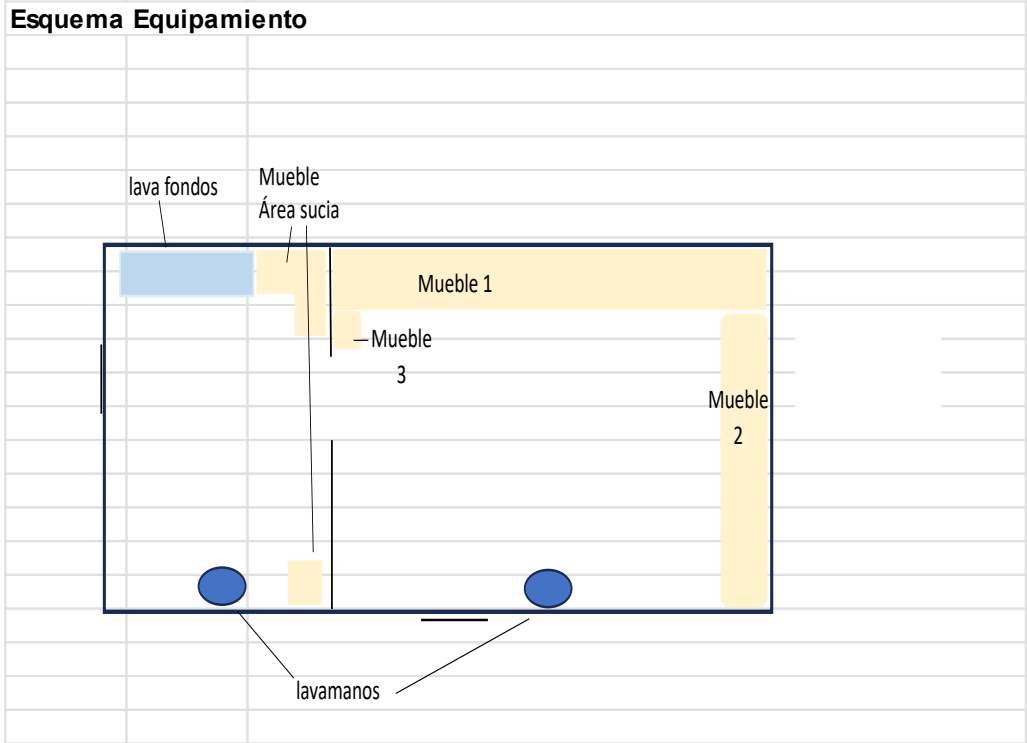 Esquema Equipamiento
lava fondos
Mueble
Área sucia
Mueble 1
Mueble
3
Mueble
2
lavamanos